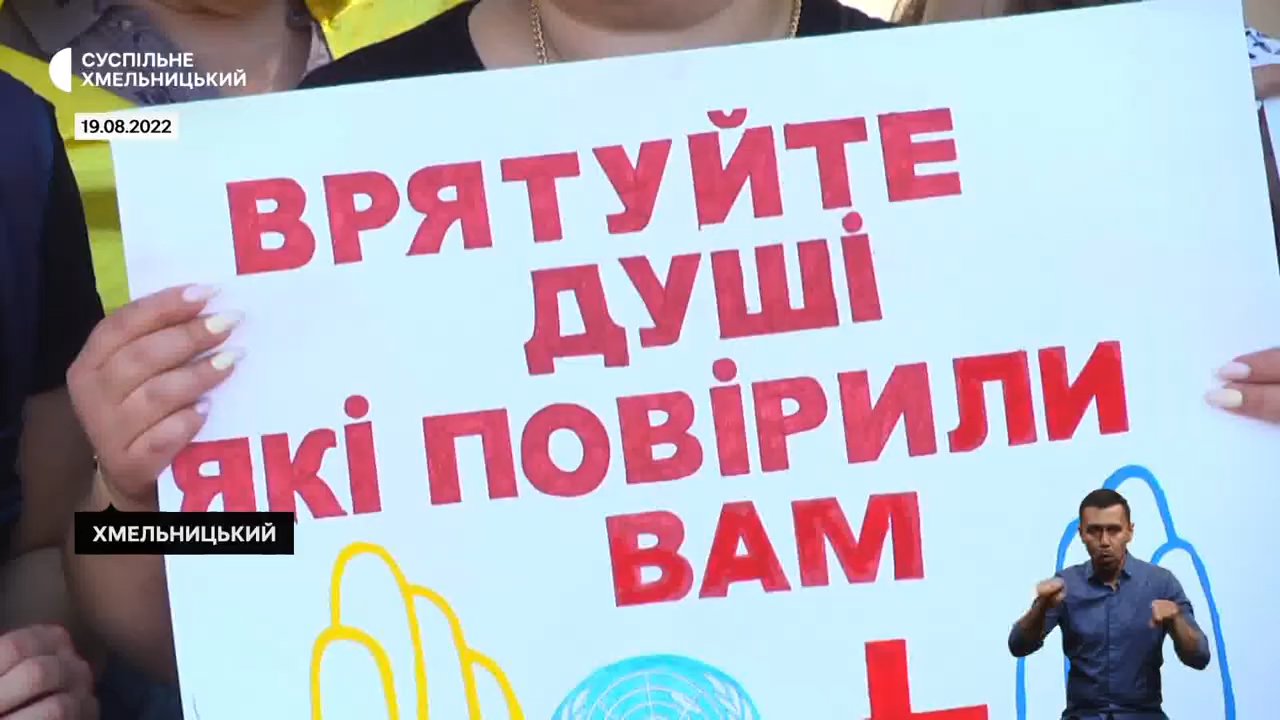 СУСПІЛЬНЕ
ХМЕЛЬНИЦЬКИЙ
19.08.2022
ВРЯТУЙТЕ
ДУШІ
ЯКІ ПОВІРИЛИ
ВАМ
ХМЕЛЬНИЦЬКИЙ